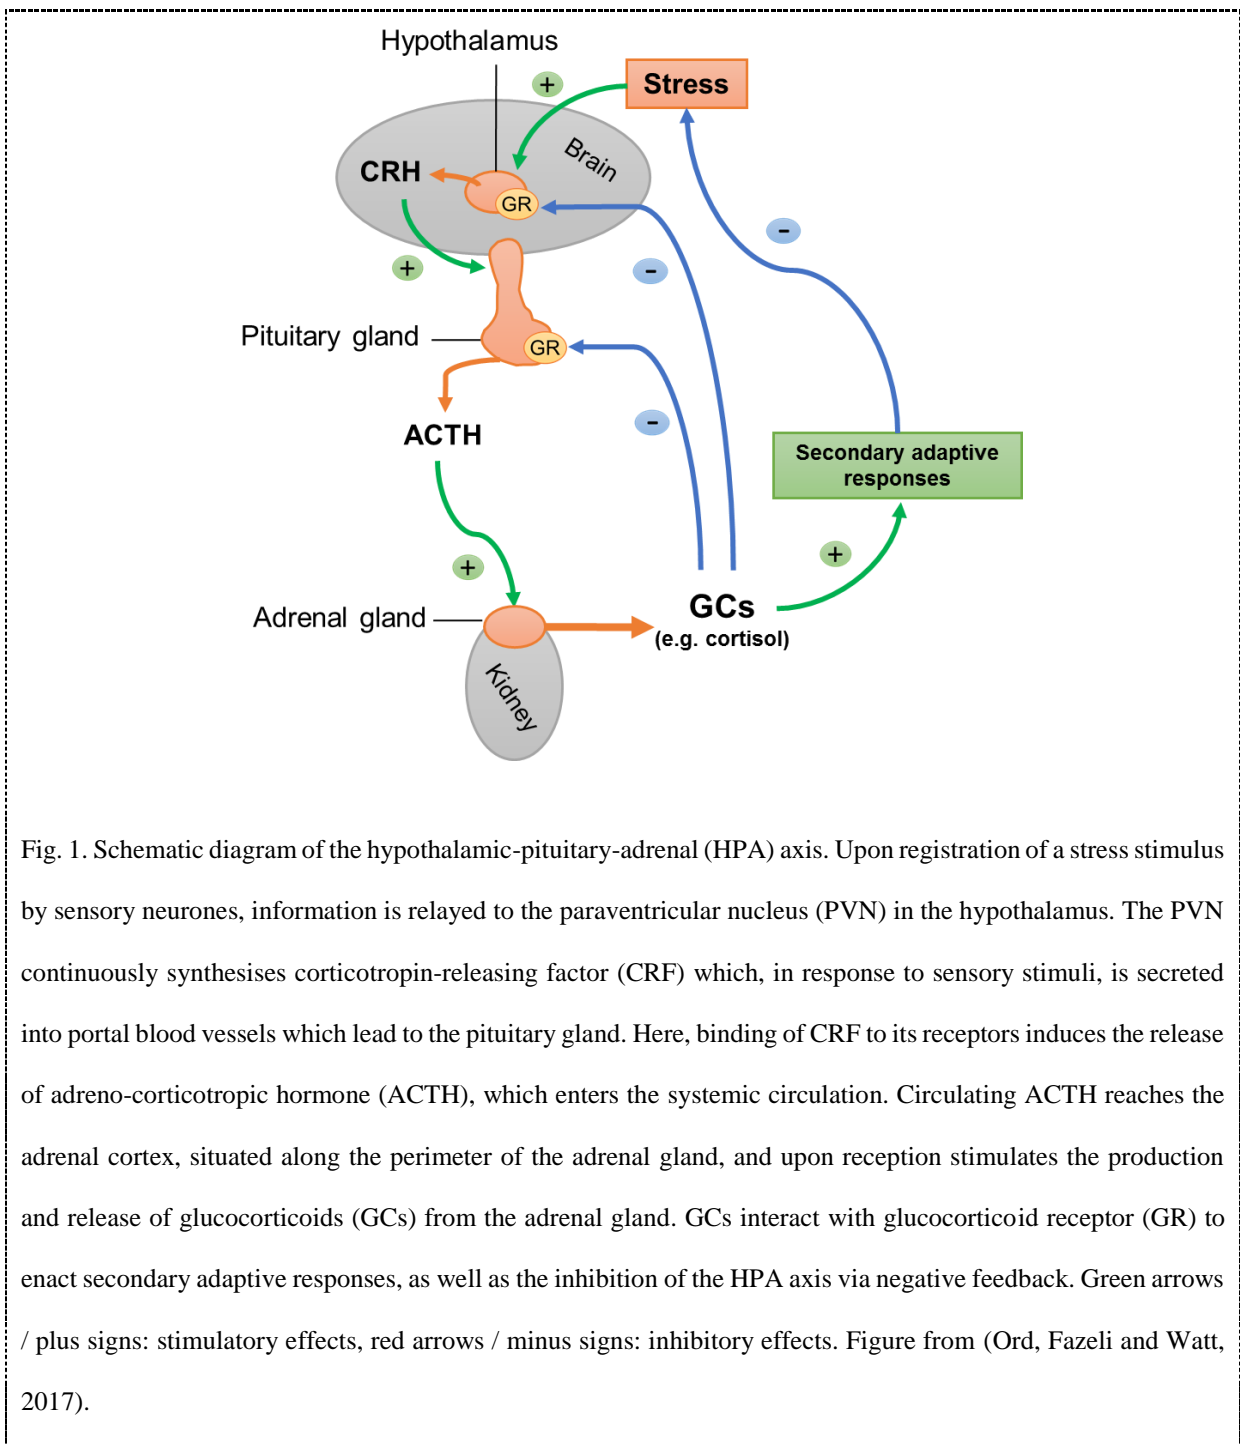 Hypothalamus
+
Stress
Brain
CRH
GR
-
+
-
Pituitary gland
GR
-
ACTH
Secondary adaptive
responses
+
+
GCs
(e.g. cortisol)
Adrenal gland
Kidney
Fig. 1. Schematic diagram of the hypothalamic-pituitary-adrenal (HPA) axis. Upon registration of a stress stimulus
by sensory neurones, information is relayed to the paraventricular nucleus (PVN) in the hypothalamus. The PVN
continuously synthesises corticotropin-releasing factor (CRF) which, in response to sensory stimuli, is secreted
into portal blood vessels which lead to the pituitary gland. Here, binding of CRF to its receptors induces the release
of adreno-corticotropic hormone (ACTH), which enters the systemic circulation. Circulating ACTH reaches the
adrenal cortex, situated along the perimeter of the adrenal gland, and upon reception stimulates the production
and release of glucocorticoids (GCs) from the adrenal gland. GCs interact with glucocorticoid receptor (GR) to
enact secondary adaptive responses, as well as the inhibition of the HPA axis via negative feedback. Green arrows
/ plus signs: stimulatory effects, red arrows / minus signs: inhibitory effects. Figure from (Ord, Fazeli and Watt,
2017).